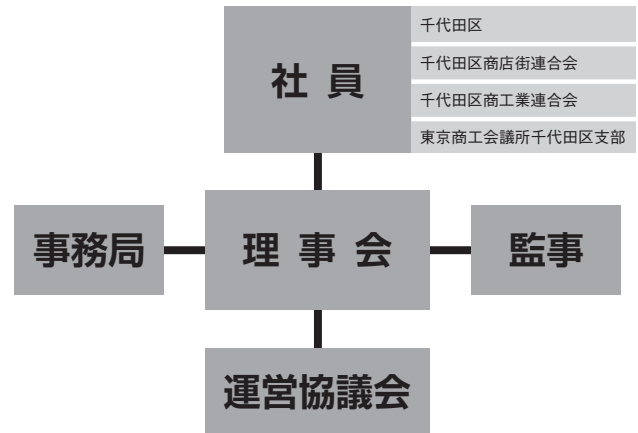 社員
千代田区
千代田区商店街連合会
千代田区商工業連合会
東京商工会議所千代田区支部
事務局
理事会
監事
運営協議会